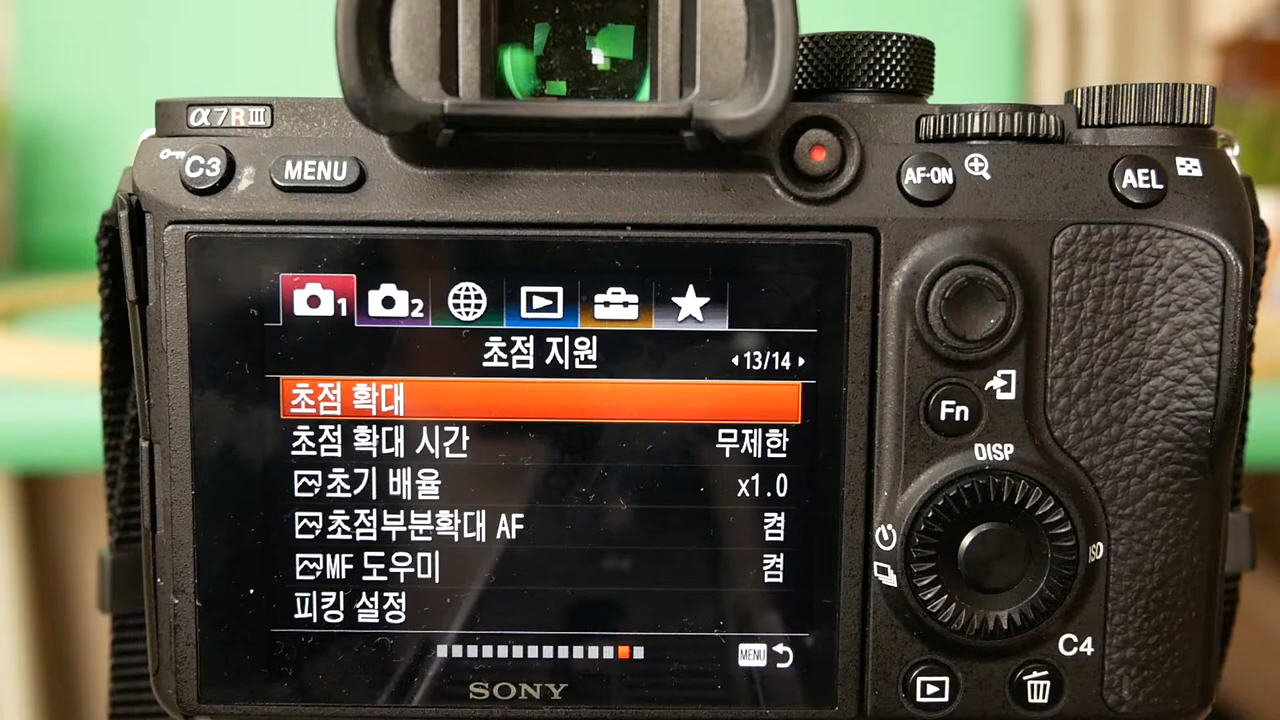 α7RIII
C3
MENU
AF-ON
AEL
1
2
초점 지원
13/14
초점 확대
초점 확대 시간 무제한
초기 배율 x1.0
초점부분확대 AF 켬
MF 도우미 켬
피킹 설정
MENU
SONY
Fn
DISP
ISO
C4